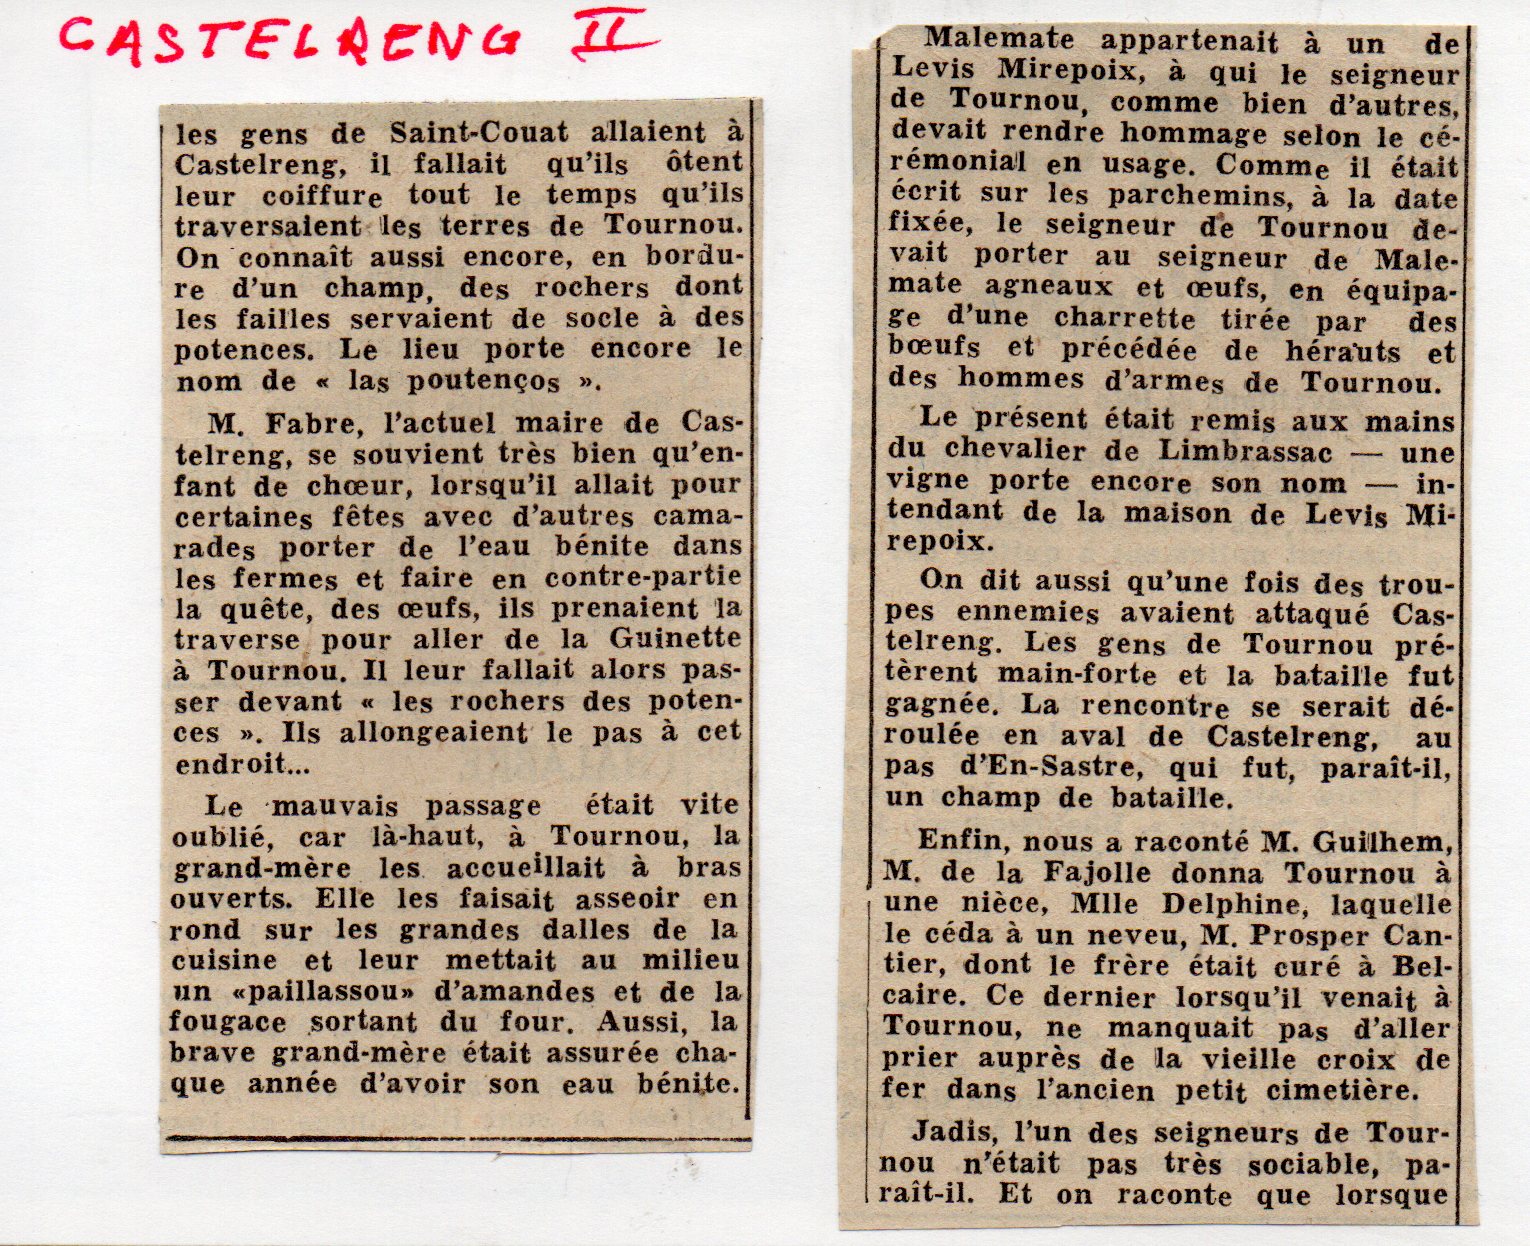 CASTELRENG II
les gens de Saint-Couat allaient à
Castelreng, il fallait qu'ils ôtent
leur coiffure tout le temps qu'ils
traversaient les terres de Tournou.
On connaît aussi encore, en bordu-
re d'un champ, des rochers dont
les failles servaient de socle à des
potences. Le lieu porte encore le
nom de « las poutenços ».
M. Fabre, l'actuel maire de Cas-
telreng, se souvient très bien qu'en-
fant de chœur, lorsqu'il allait pour
certaines fêtes avec d'autres cama-
rades porter de l'eau bénite dans
les fermes et faire en contre-partie
la quête, des œufs, ils prenaient la
traverse pour aller de la Guinette
à Tournou. Il leur fallait alors pas-
ser devant « les rochers des poten-
ces ». Ils allongeaient le pas à cet
endroit...
Le mauvais passage était vite
oublié, car là-haut, à Tournou, la
grand-mère les accueillait à bras
ouverts. Elle les faisait asseoir en
rond sur les grandes dalles de la
cuisine et leur mettait au milieu
un «paillassou» d'amandes et de la
fougace sortant du four. Aussi, la
brave grand-mère était assurée cha-
que année d'avoir son eau bénite.
Malemate appartenait à un de
Levis Mirepoix, à qui le seigneur
de Tournou, comme bien d'autres,
devait rendre hommage selon le cé-
rémonial en usage. Comme il était
écrit sur les parchemins, à la date
fixée, le seigneur de Tournou de-
vait porter au seigneur de Male-
mate agneaux et œufs, en équipa-
ge d'une charrette tirée par des
bœufs et précédée de hérauts et
des hommes d'armes de Tournou.
Le présent était remis aux mains
du chevalier de Limbrassac — une
vigne porte encore son nom — in-
tendant de la maison de Levis Mi-
repoix.
On dit aussi qu'une fois des trou-
pes ennemies avaient attaqué Cas-
telreng. Les gens de Tournou pré-
tèrent main-forte et la bataille fut
gagnée. La rencontre se serait dé-
roulée en aval de Castelreng, au
pas d'En-Sastre, qui fut, paraît-il,
un champ de bataille.
Enfin, nous a raconté M. Guilhem,
M. de la Fajolle donna Tournou à
une nièce, Mlle Delphine, laquelle
le céda à un neveu, M. Prosper Can-
tier, dont le frère était curé à Bel-
caire. Ce dernier lorsqu'il venait à
Tournou, ne manquait pas d'aller
prier auprès de la vieille croix de
fer dans l'ancien petit cimetière.
Jadis, l'un des seigneurs de Tour-
nou n'était pas très sociable, pa-
raît-il. Et on raconte que lorsque